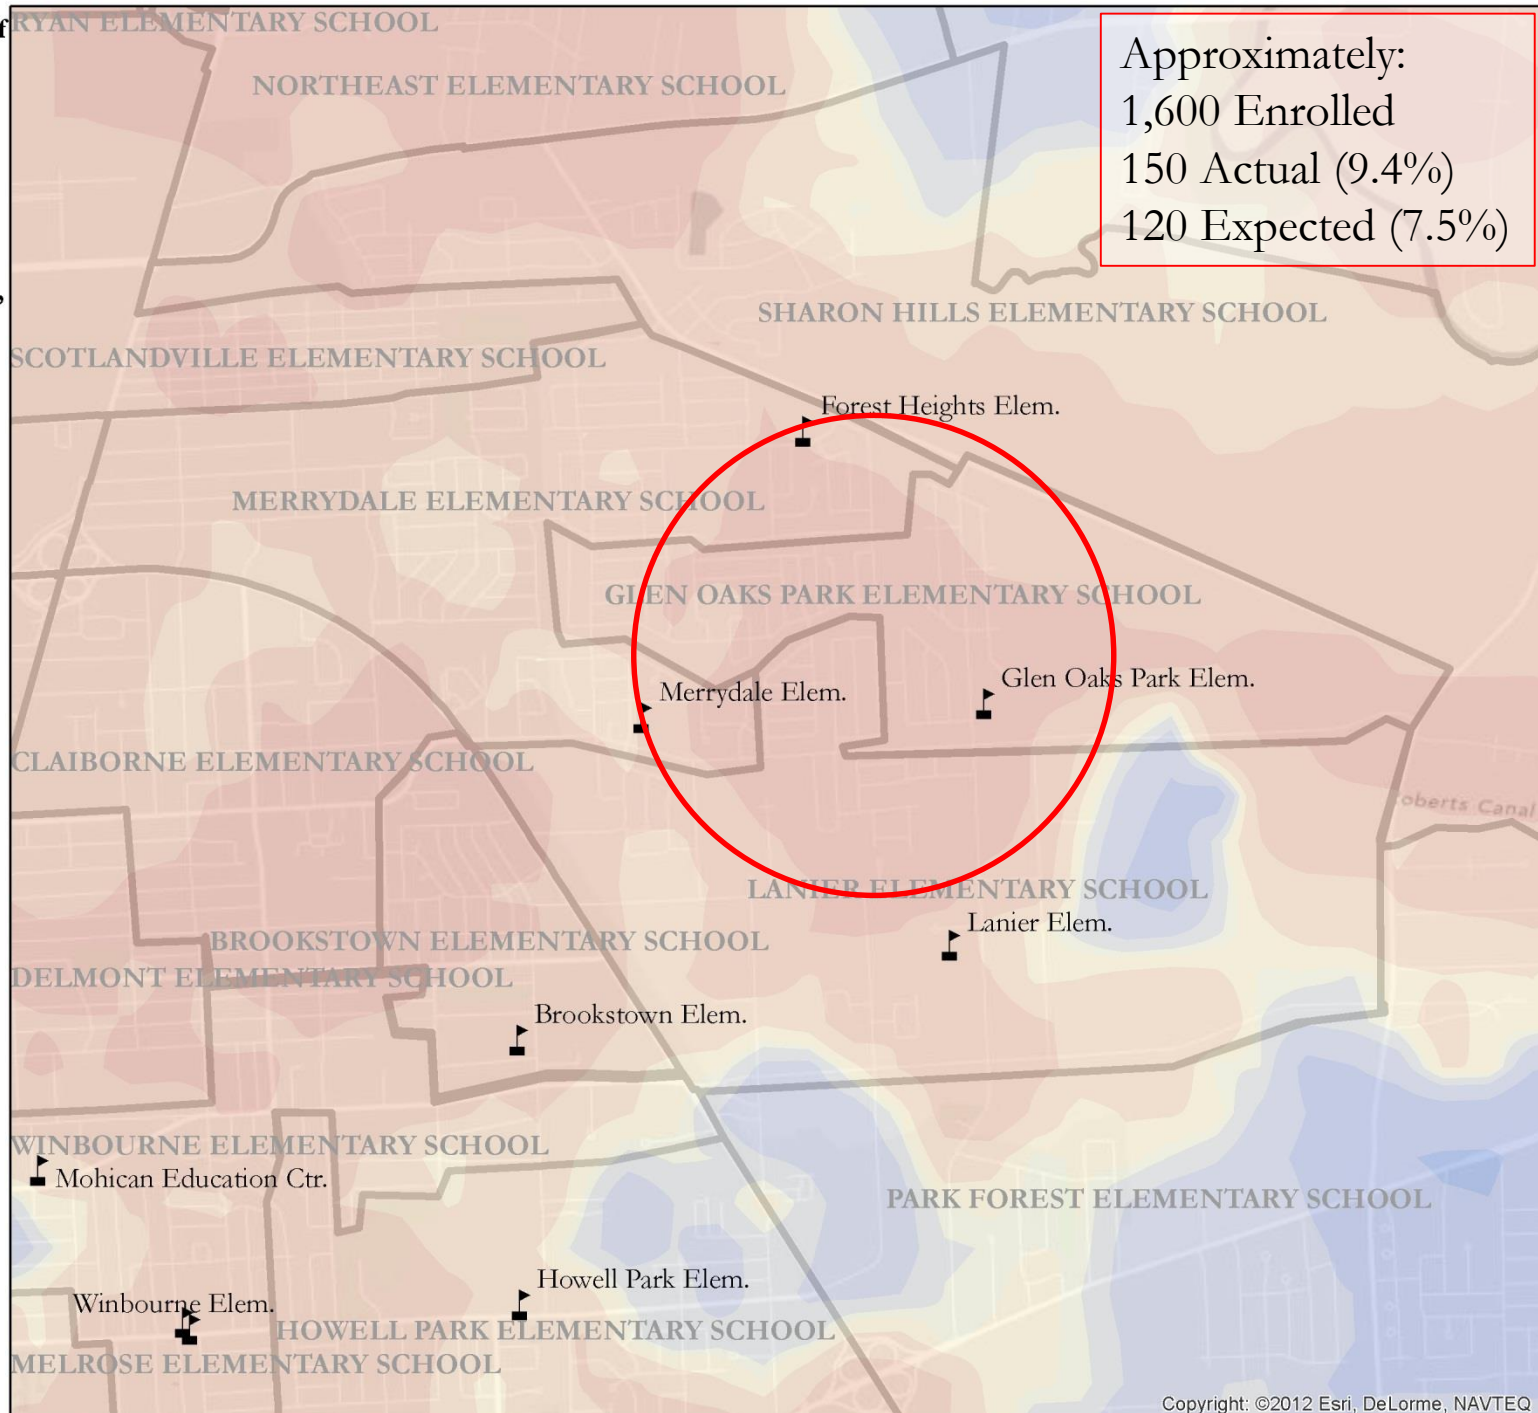 f
RYAN ELEMENTARY SCHOOL
Approximately:
1,600 Enrolled
150 Actual (9.4%)
120 Expected (7.5%)
NORTHEAST ELEMENTARY SCHOOL
,
SHARON HILLS ELEMENTARY SCHOOL
SCOTLANDVILLE ELEMENTARY SCHOOL
Forest Heights Elem.
MERRYDALE ELEMENTARY SCHOOL
GLEN OAKS PARK ELEMENTARY SCHOOL
Glen Oaks Park Elem.
Merrydale Elem.
CLAIBORNE ELEMENTARY SCHOOL
oberts Canal
LANIER ELEMENTARY SCHOOL
Lanier Elem.
BROOKSTOWN ELEMENTARY SCHOOL
DELMONT ELEMENTARY SCHOOL
Brookstown Elem.
WINBOURNE ELEMENTARY SCHOOL
Mohican Education Ctr.
PARK FOREST ELEMENTARY SCHOOL
Howell Park Elem.
Winbourne Elem.
HOWELL PARK ELEMENTARY SCHOOL
MELROSE ELEMENTARY SCHOOL
Copyright: ©2012 Esri, DeLorme, NAVTEQ